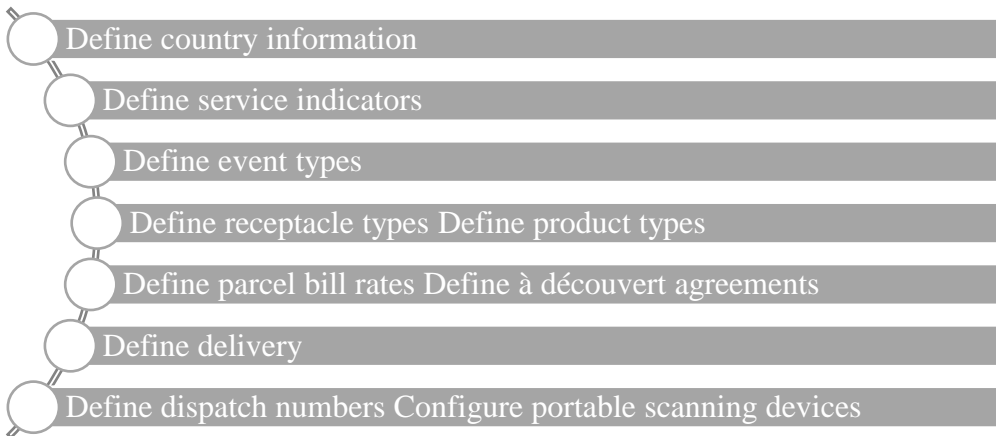 Define country information
Define service indicators
Define event types
Define receptacle types Define product types
Define parcel bill rates Define à découvert agreements
Define delivery
Define dispatch numbers Configure portable scanning devices